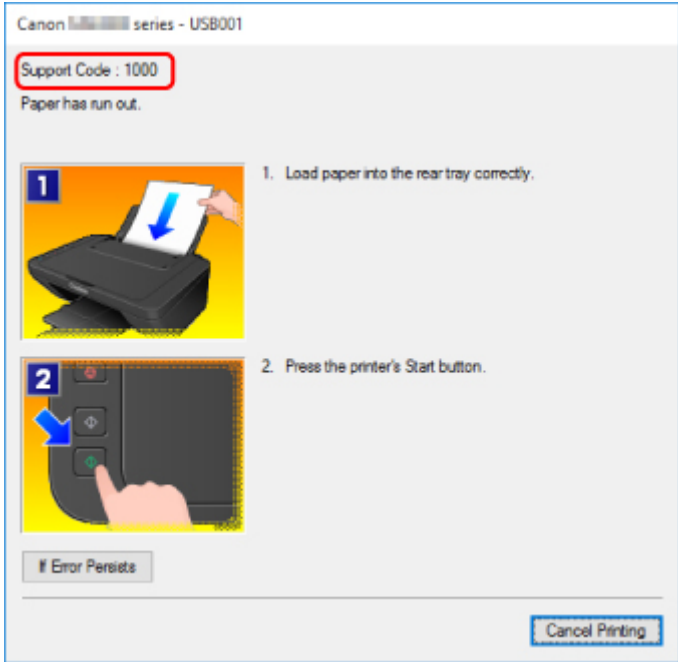 Canon series - USB001
Support Code : 1000
Paper has run out.
1
1. Load paper into the rear tray correctly.
2
2. Press the printer's Start button.
If Error Persists
Cancel Printing